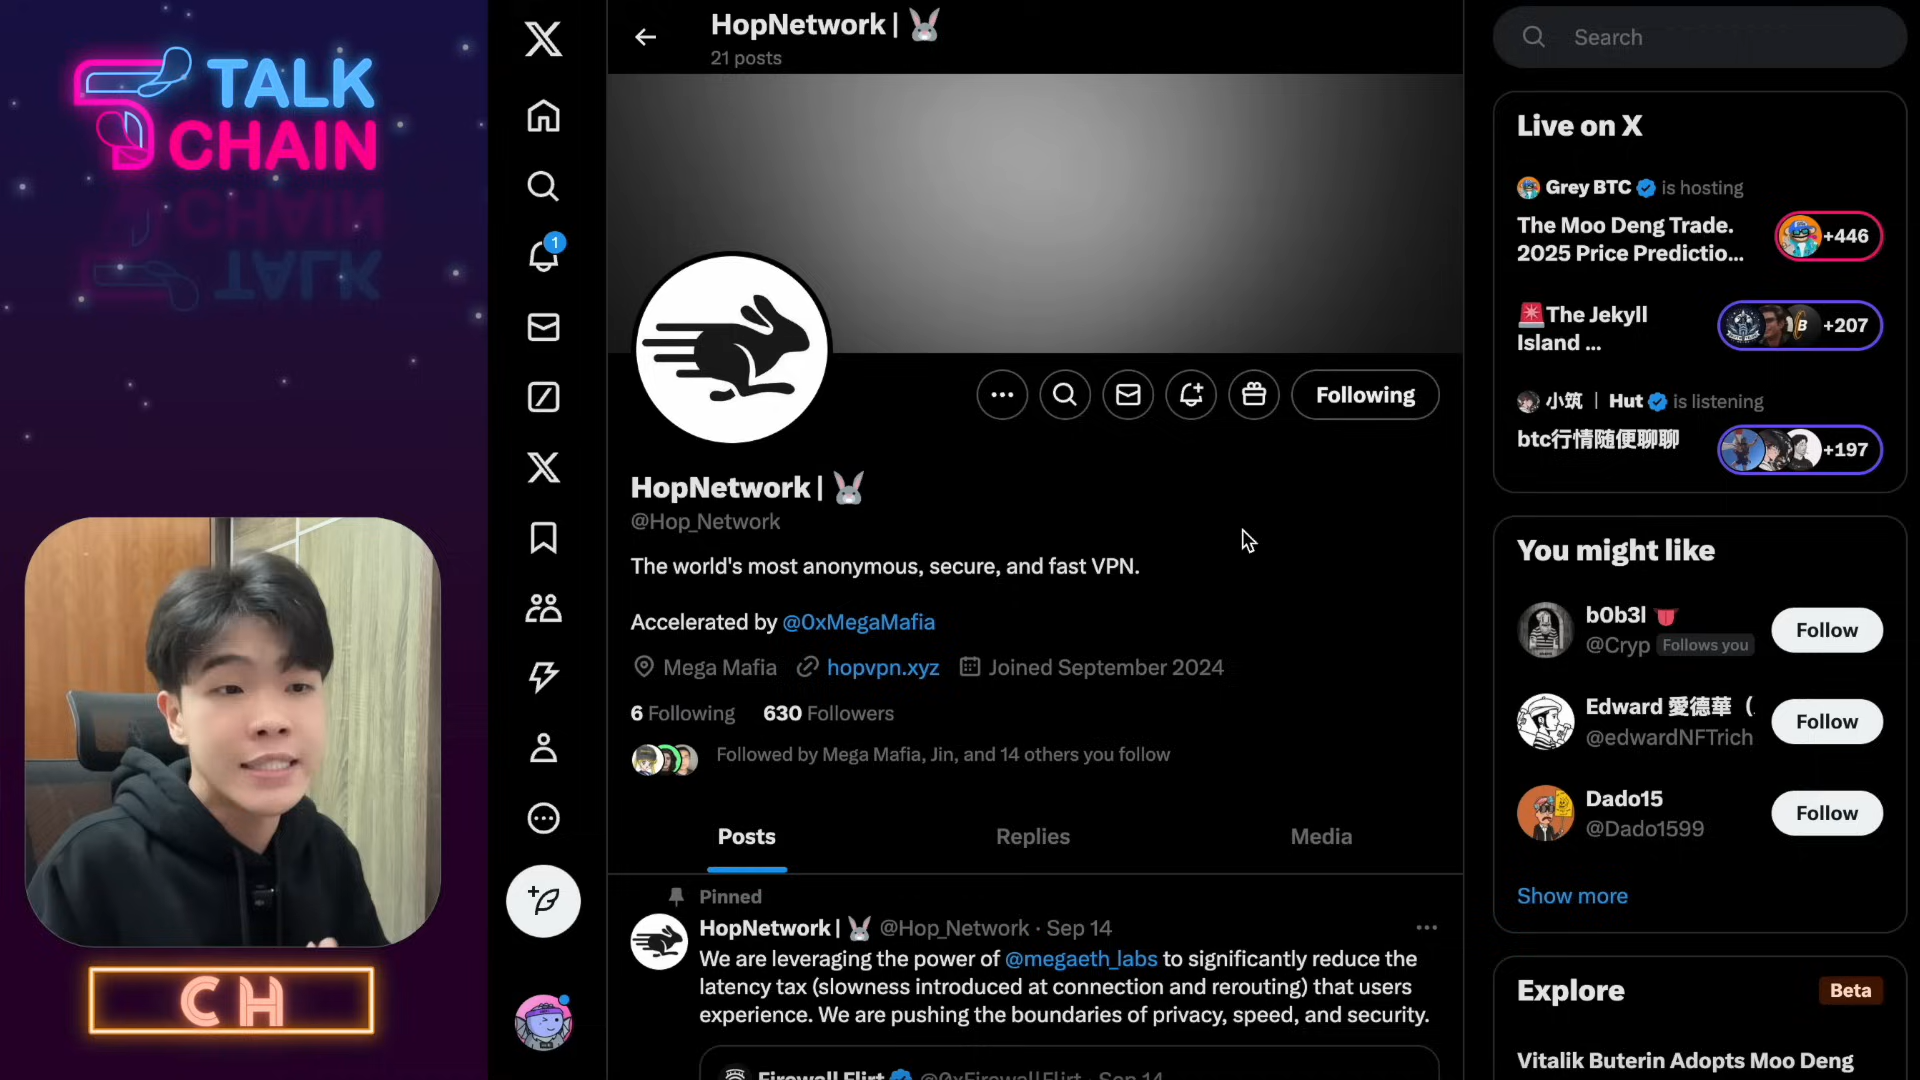 TALK
CHAIN
CH
1
HopNetwork |
21 posts
Following
HopNetwork |
@Hop_Network
The world's most anonymous, secure, and fast VPN.
Accelerated by @0xMegaMafia
Mega Mafia hopvpn.xyz Joined September 2024
6 Following 630 Followers
Followed by Mega Mafia, Jin, and 14 others you follow
Posts Replies Media
Pinned
HopNetwork | @Hop_Network · Sep 14
We are leveraging the power of @megaeth_labs to significantly reduce the
latency tax (slowness introduced at connection and rerouting) that users
experience. We are pushing the boundaries of privacy, speed, and security.
Firewall Flirt @0xFirewallFlirt · Sep 14
Search
Live on X
Grey BTC is hosting
The Moo Deng Trade.
2025 Price Predictio...
+446
The Jekyll
Island ...
+207
小筑 | Hut is listening
btc行情随便聊聊
+197
You might like
b0b3l
@Cryp Follows you
Follow
Edward 愛德華 (
@edwardNFTrich
Follow
Dado15
@Dado1599
Follow
Show more
Explore
Beta
Vitalik Buterin Adopts Moo Deng